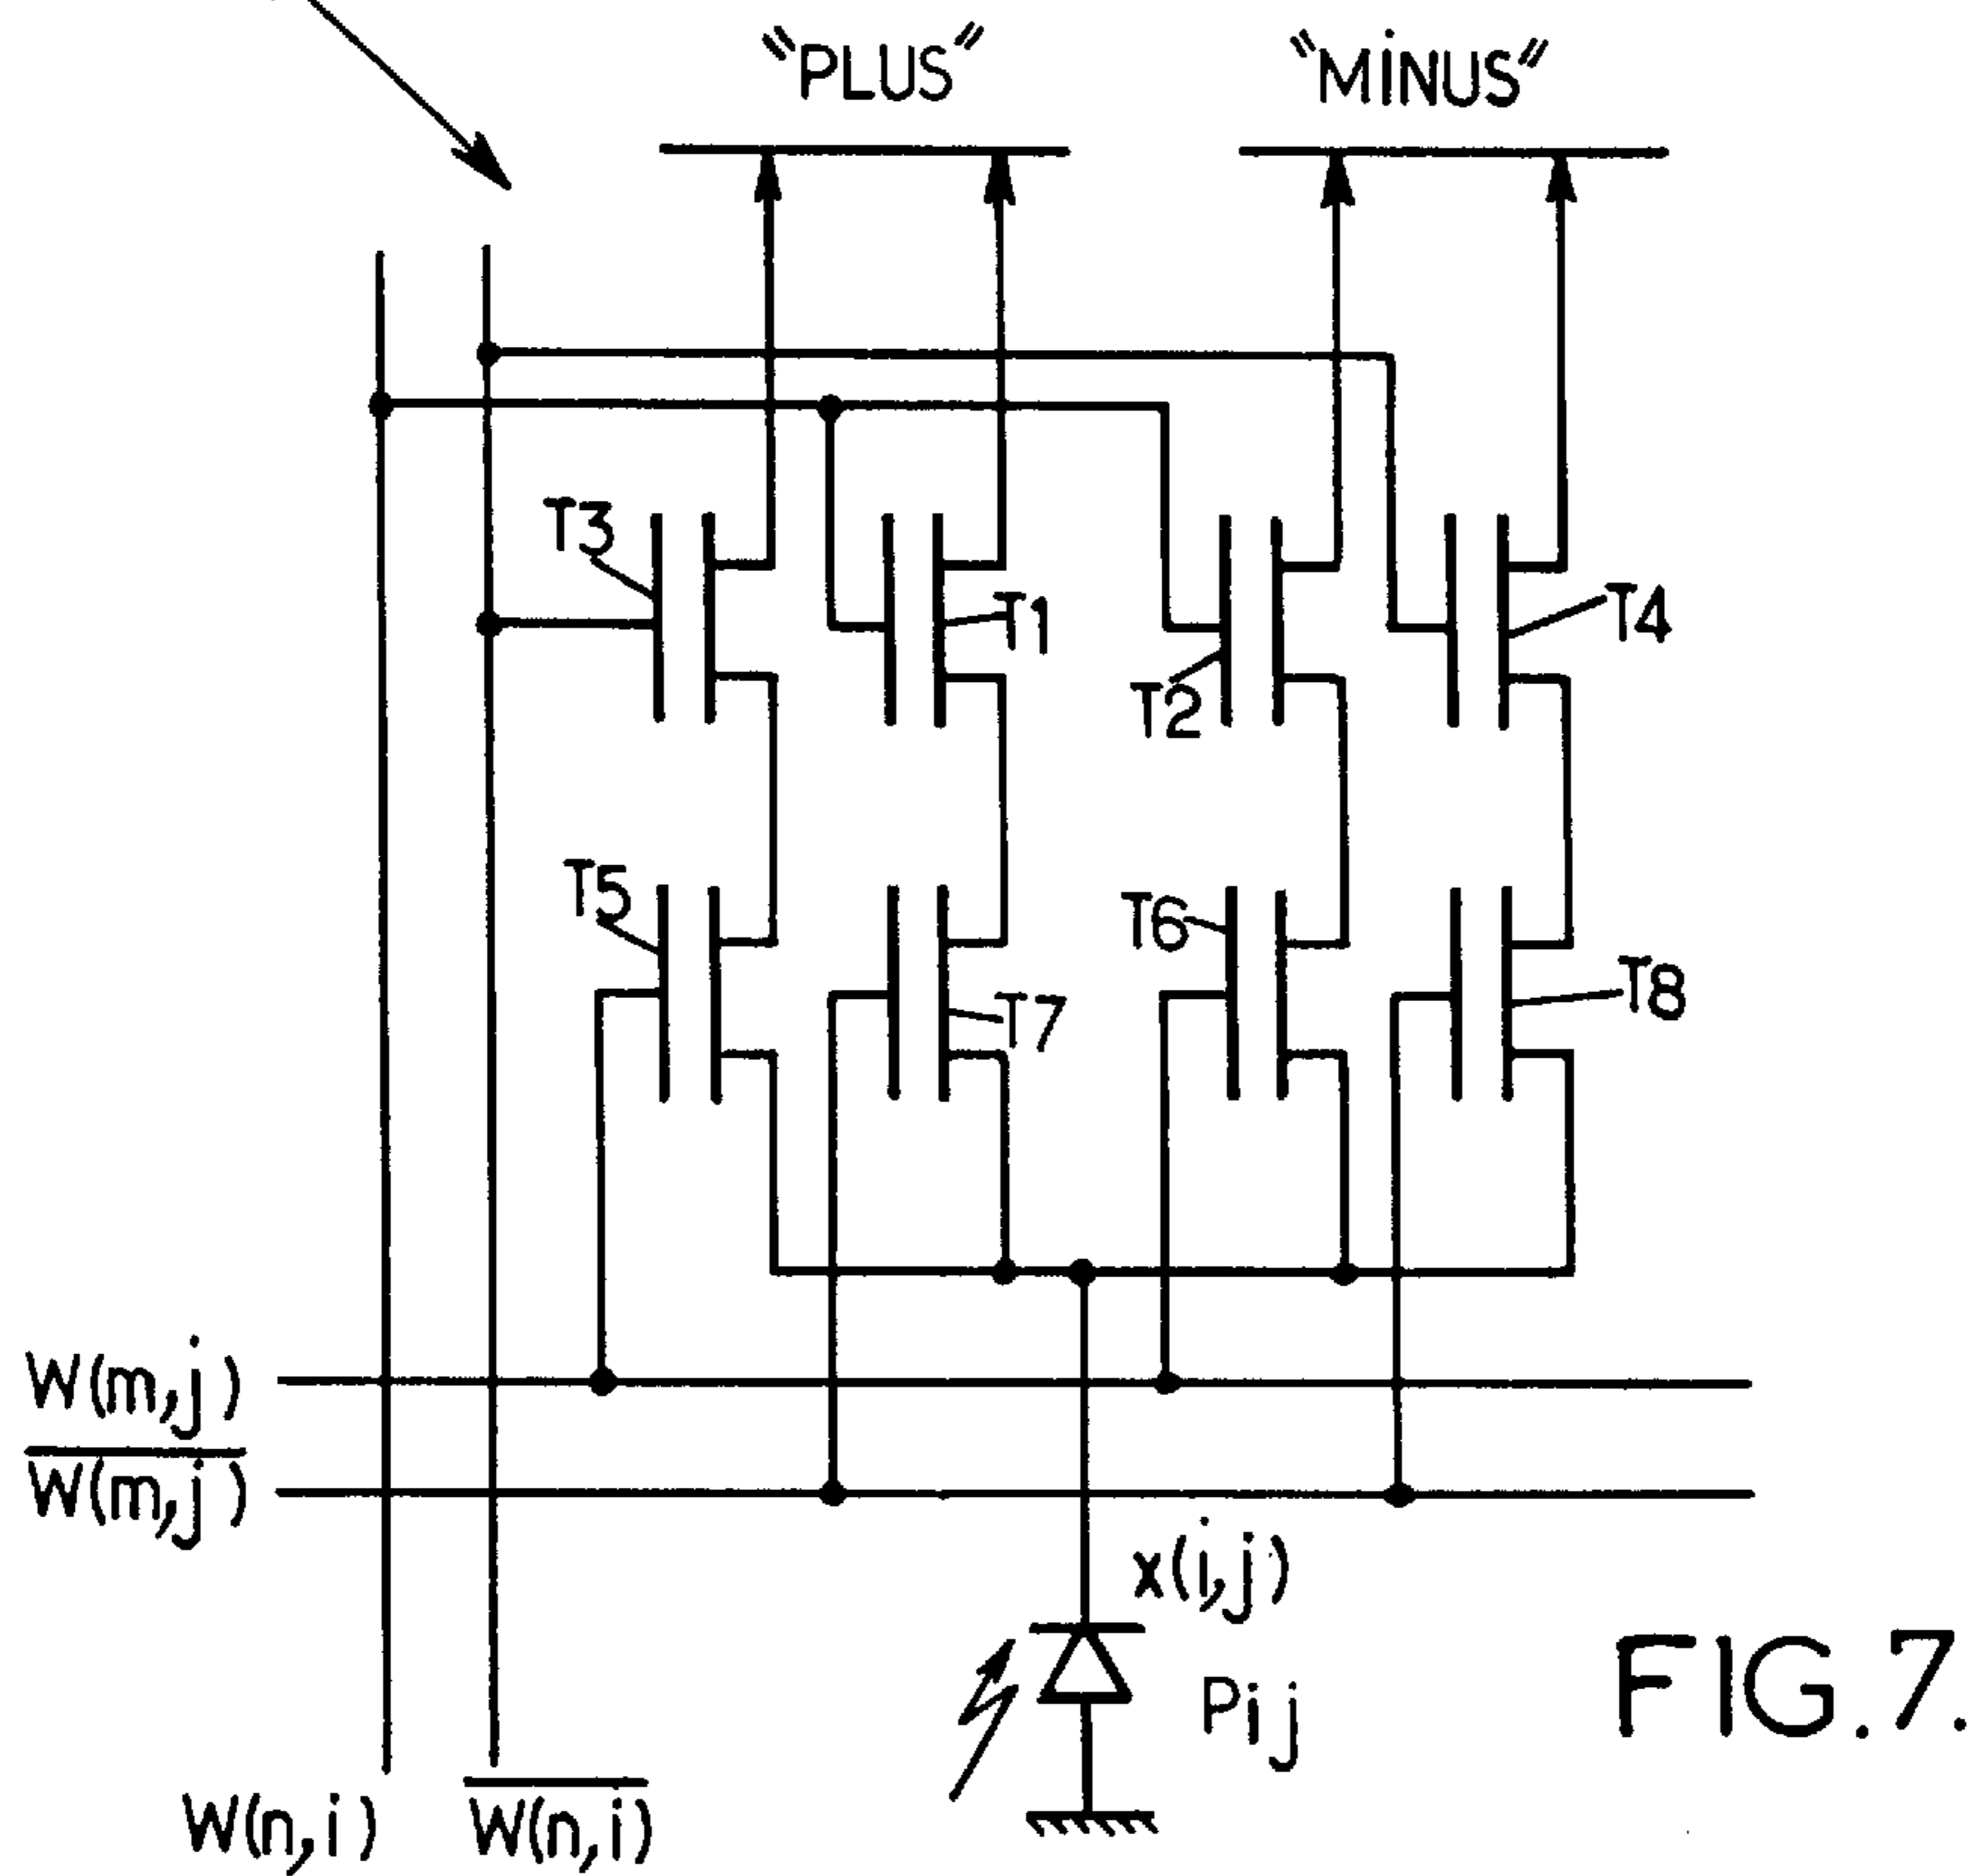 "PLUS" "MINUS"
T3
T1
T4
T2
T5
T6
T7
T8
W(m,j)
W̅(̅m̅,̅j̅)̅
x(i,j)
Pij
FIG.7.
W(n,i) W̅(̅n̅,̅i̅)̅